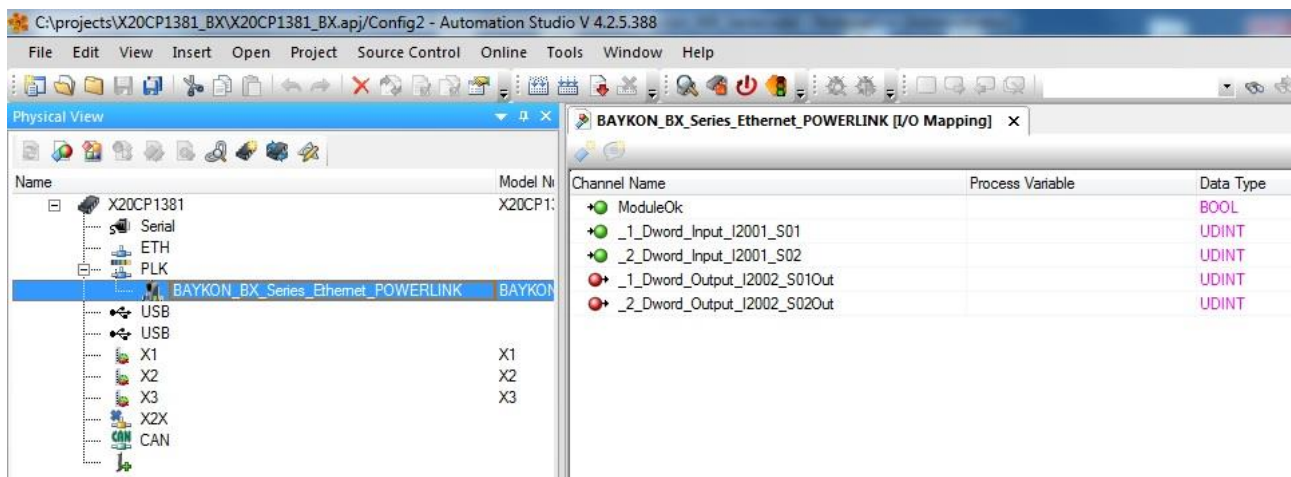 C:\projects\X20CP1381_BX\X20CP1381_BX.apj/Config2 - Automation Studio V 4.2.5.388
File Edit View Insert Open Project Source Control Online Tools Window Help
Physical View
BAYKON_BX_Series_Ethernet_POWERLINK [I/O Mapping] X
Name Model N
Channel Name Process Variable Data Type
X20CP1381 X20CP1:
ModuleOk BOOL
Serial
_1_Dword_Input_I2001_S01 UDINT
ETH
_2_Dword_Input_I2001_S02 UDINT
PLK
_1_Dword_Output_I2002_S01Out UDINT
BAYKON_BX_Series_Ethernet_POWERLINK BAYKON
_2_Dword_Output_I2002_S02Out UDINT
USB
USB
X1 X1
X2 X2
X3 X3
X2X
CAN
CAN